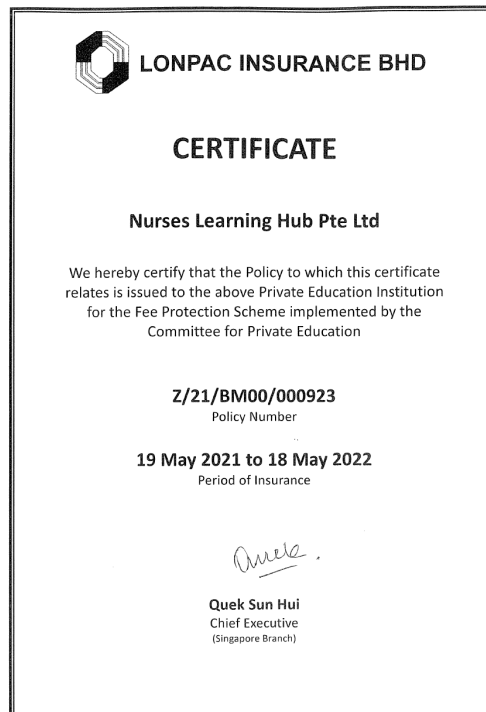 LONPAC INSURANCE BHD
CERTIFICATE
Nurses Learning Hub Pte Ltd
We hereby certify that the Policy to which this certificate
relates is issued to the above Private Education Institution
for the Fee Protection Scheme implemented by the
Committee for Private Education
Z/21/BM00/000923
Policy Number
19 May 2021 to 18 May 2022
Period of Insurance
Quek Sun Hui
Chief Executive
(Singapore Branch)